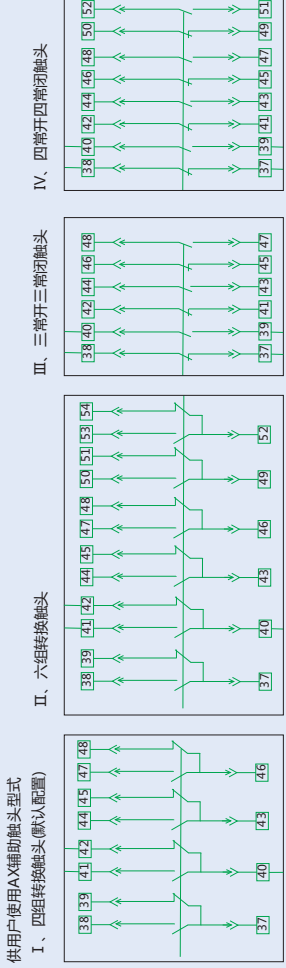 供用户使用AX辅助触头型式
I 、四组转换触头(默认配置)
38 39 41 42 44 45 47 48
37 40 43 46
II、六组转换触头
38 39 41 42 44 45 47 48 50 51 53 54
37 40 43 46 49 52
III、三常开三常闭触头
38 40 42 44 46 48
37 39 41 43 45 47
IV、四常开四常闭触头
38 40 42 44 46 48 50 52
37 39 41 43 45 47 49 51